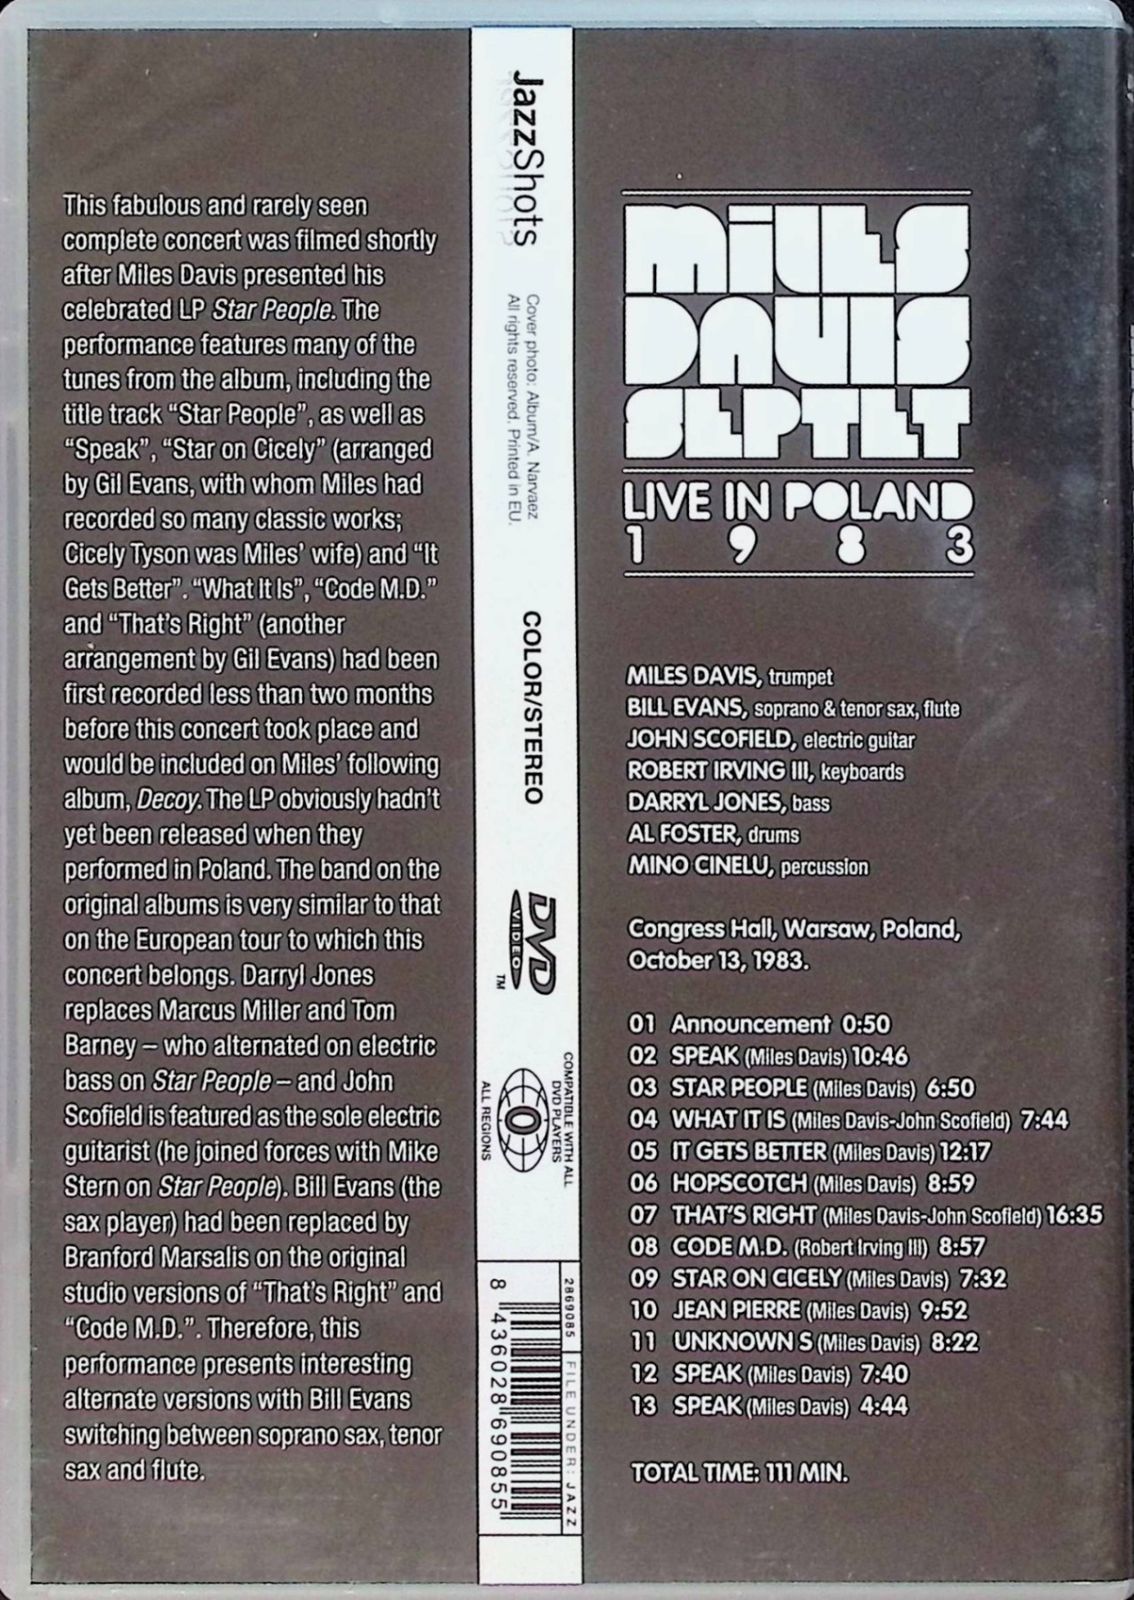 This fabulous and rarely seen
complete concert was filmed shortly
after Miles Davis presented his
celebrated LP Star People. The
performance features many of the
tunes from the album, including the
title track “Star People”, as well as
“Speak”, “Star on Cicely” (arranged
by Gil Evans, with whom Miles had
recorded so many classic works;
Cicely Tyson was Miles’ wife) and “It
Gets Better”. “What It Is”, “Code M.D.”
and “That’s Right” (another
arrangement by Gil Evans) had been
first recorded less than two months
before this concert took place and
would be included on Miles’ following
album, Decoy. The LP obviously hadn’t
yet been released when they
performed in Poland. The band on the
original albums is very similar to that
on the European tour to which this
concert belongs. Darryl Jones
replaces Marcus Miller and Tom
Barney – who alternated on electric
bass on Star People – and John
Scofield is featured as the sole electric
guitarist (he joined forces with Mike
Stern on Star People). Bill Evans (the
sax player) had been replaced by
Branford Marsalis on the original
studio versions of “That’s Right” and
“Code M.D.”. Therefore, this
performance presents interesting
alternate versions with Bill Evans
switching between soprano sax, tenor
sax and flute.
JazzShots
Cover photo: Album/A. Narvaez
All rights reserved. Printed in EU.
COLOR/STEREO
DVD
VIDEO
TM
COMPATIBLE WITH ALL
DVD PLAYERS
0
ALL REGIONS
2869085
FILE UNDER: JAZZ
8 436028 690855
MILES
DAVIS
SEPTET
LIVE IN POLAND
1983
MILES DAVIS, trumpet
BILL EVANS, soprano & tenor sax, flute
JOHN SCOFIELD, electric guitar
ROBERT IRVING III, keyboards
DARRYL JONES, bass
AL FOSTER, drums
MINO CINELU, percussion
Congress Hall, Warsaw, Poland,
October 13, 1983.
01 Announcement 0:50
02 SPEAK (Miles Davis) 10:46
03 STAR PEOPLE (Miles Davis) 6:50
04 WHAT IT IS (Miles Davis-John Scofield) 7:44
05 IT GETS BETTER (Miles Davis) 12:17
06 HOPSCOTCH (Miles Davis) 8:59
07 THAT’S RIGHT (Miles Davis-John Scofield) 16:35
08 CODE M.D. (Robert Irving III) 8:57
09 STAR ON CICELY (Miles Davis) 7:32
10 JEAN PIERRE (Miles Davis) 9:52
11 UNKNOWN S (Miles Davis) 8:22
12 SPEAK (Miles Davis) 7:40
13 SPEAK (Miles Davis) 4:44
TOTAL TIME: 111 MIN.